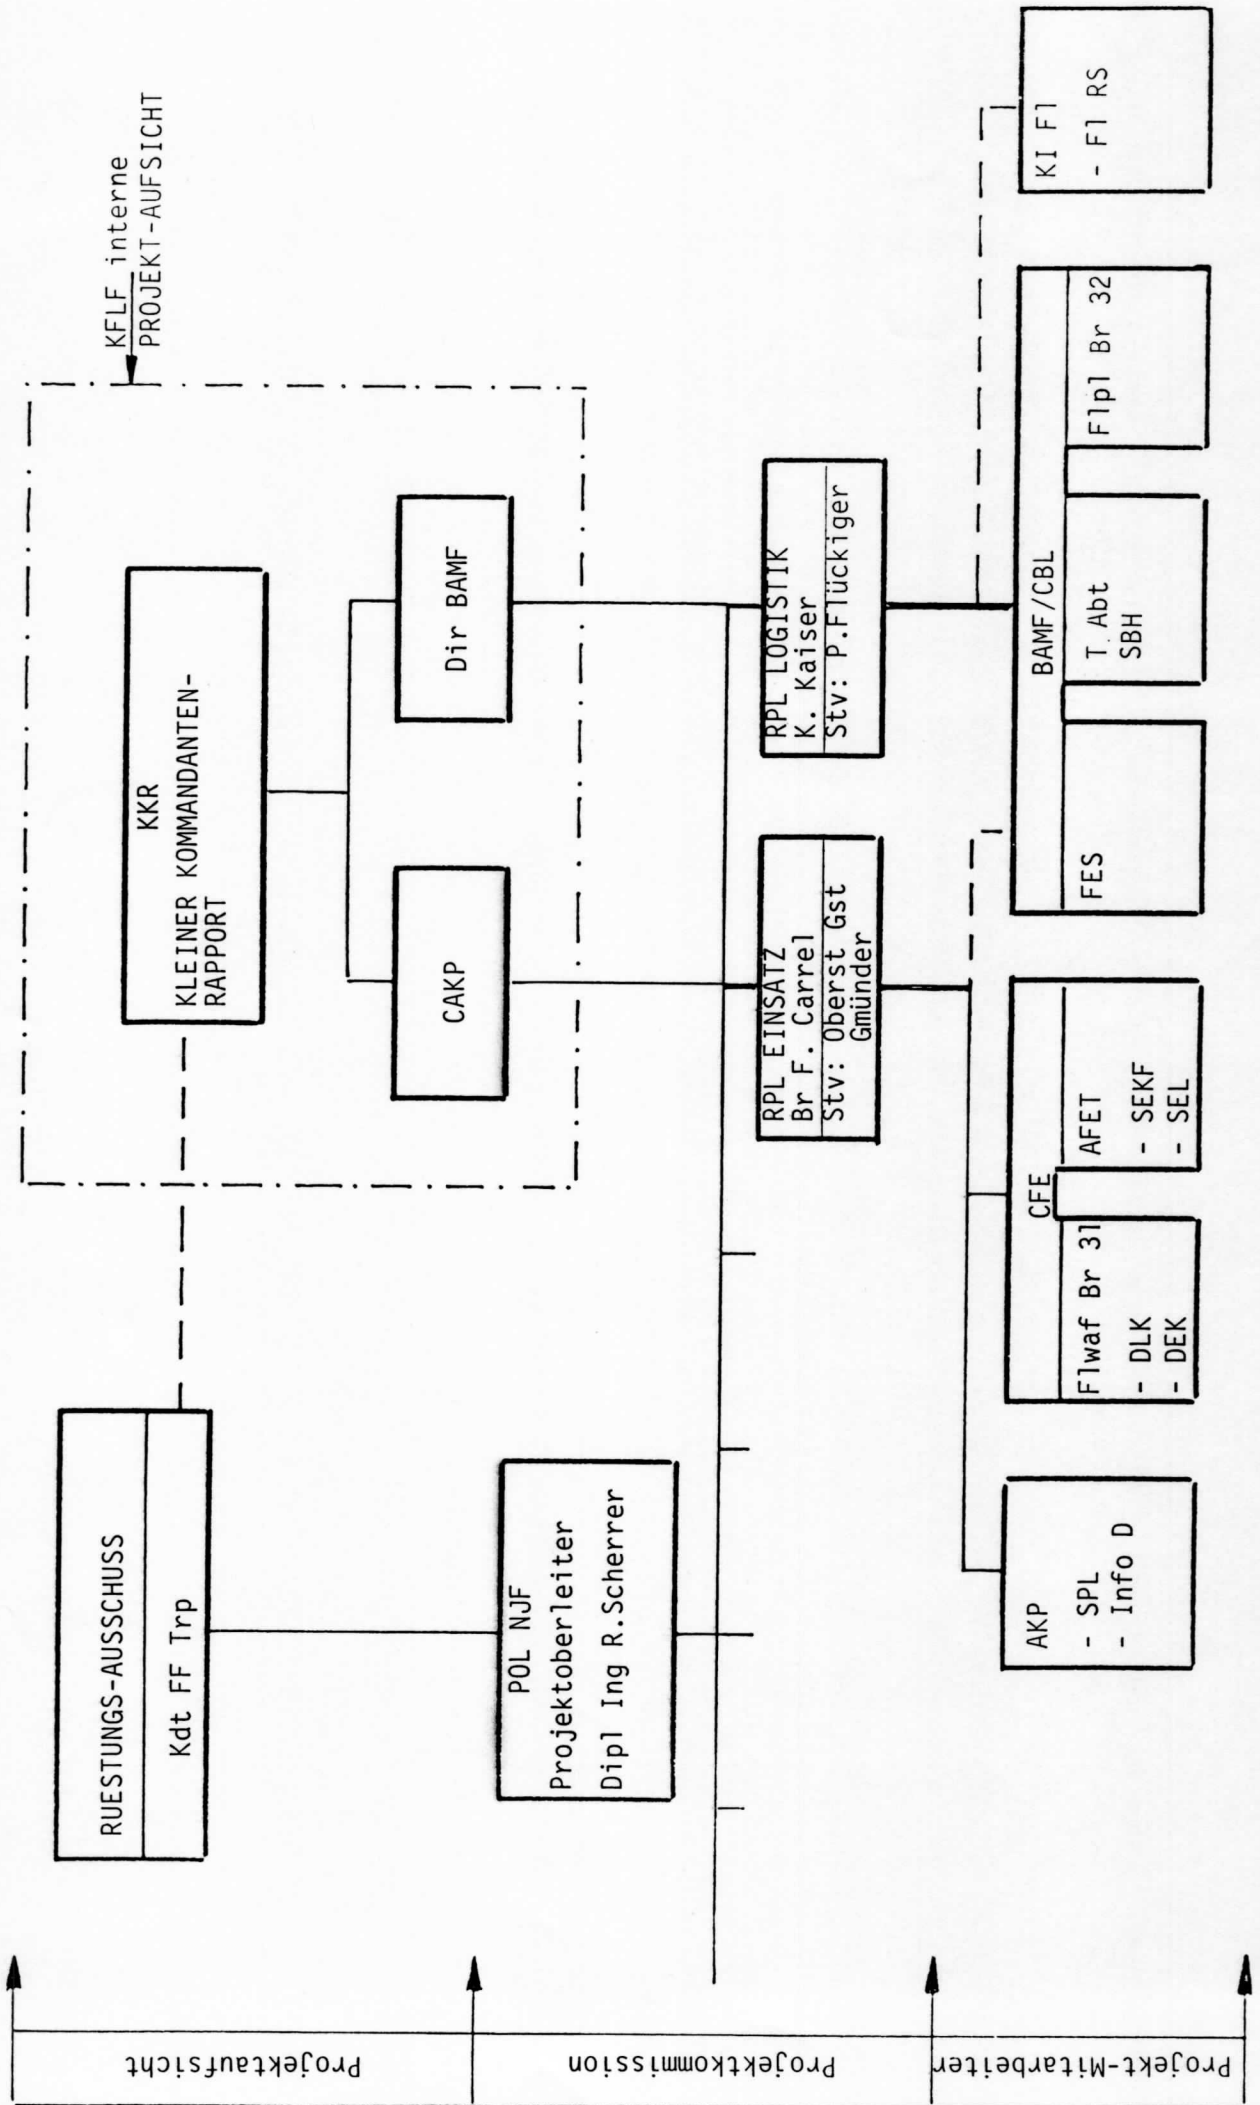 KFLF interne
PROJEKT-AUFSICHT
RUESTUNGS-AUSSCHUSS
Kdt FF Trp
KKR
KLEINER KOMMANDANTEN-
RAPPORT
CAKP
Dir BAMF
Projektaufsicht
POL NJF
Projektoberleiter
Dipl Ing R.Scherrer
RPL EINSATZ
Br F. Carrel
Stv: Oberst Gst
Gmünder
RPL LOGISTIK
K. Kaiser
Stv: P.Flückiger
Projektkommission
AKP
- SPL
- Info D
CFE
Flwaf Br 31
- DLK
- DEK
AFET
- SEKF
- SEL
BAMF/CBL
FES
T.Abt
SBH
Flpl Br 32
KI Fl
- Fl RS
Projekt-Mitarbeiter